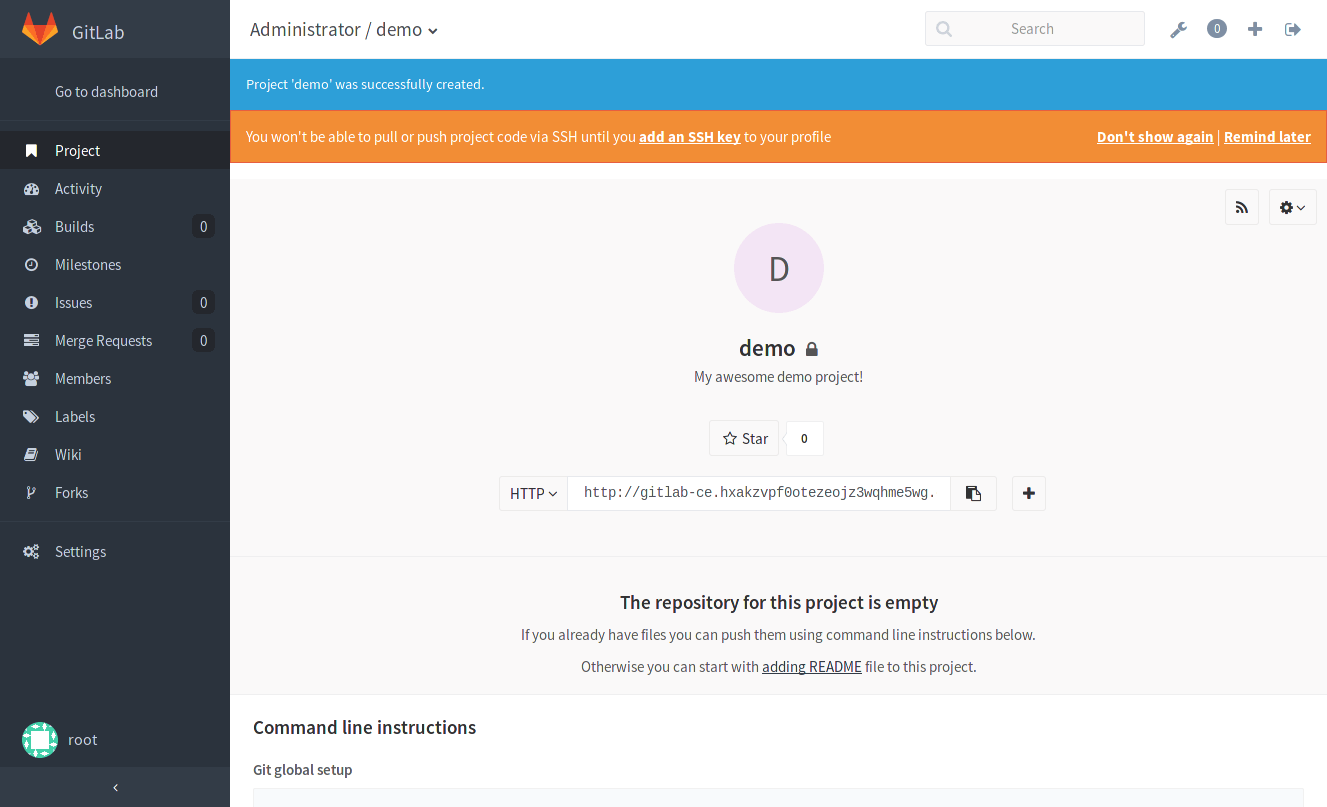 GitLab
Administrator / demo
Search
0
Go to dashboard
Project 'demo' was successfully created.
You won't be able to pull or push project code via SSH until you add an SSH key to your profile
Don't show again | Remind later
Project
Activity
Builds 0
Milestones
Issues 0
Merge Requests 0
Members
Labels
Wiki
Forks
Settings
root
D
demo
My awesome demo project!
Star 0
HTTP http://gitlab-ce.hxakzvpf0otezeojz3wqhme5wg.
The repository for this project is empty
If you already have files you can push them using command line instructions below.
Otherwise you can start with adding README file to this project.
Command line instructions
Git global setup